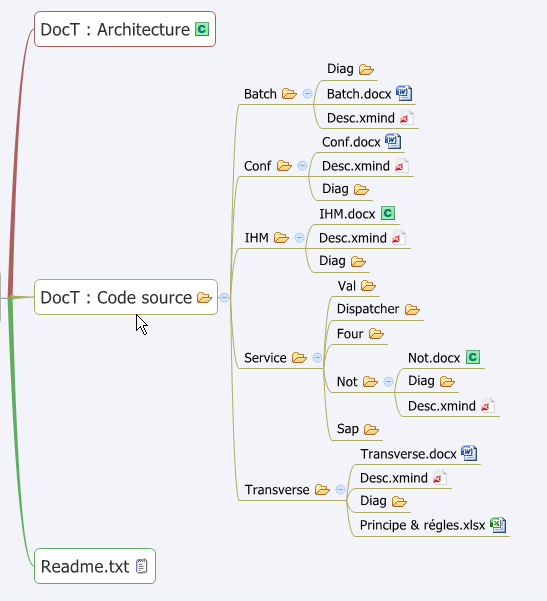 DocT : Architecture
Diag
Batch
Batch.docx
Desc.xmind
Conf.docx
Conf
Desc.xmind
Diag
IHM.docx
IHM
Desc.xmind
Diag
DocT : Code source
Val
Dispatcher
Four
Service
Not.docx
Not
Diag
Desc.xmind
Sap
Transverse.docx
Desc.xmind
Transverse
Diag
Principe & régles.xlsx
Readme.txt